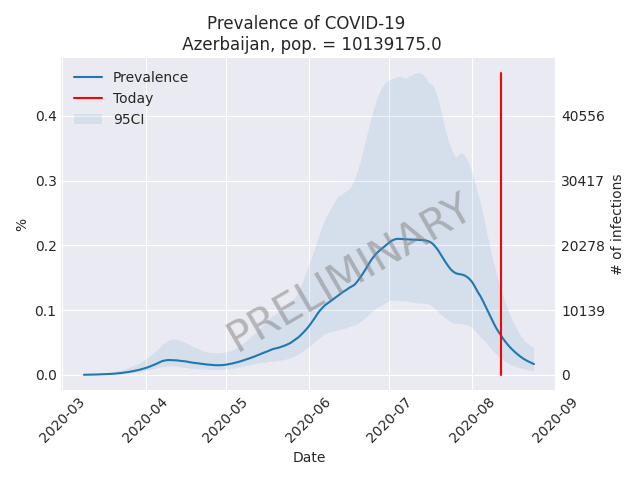 Prevalence of COVID-19
Azerbaijan, pop. = 10139175.0
Prevalence
Today
95CI
0.4
0.3
0.2
0.1
0.0
%
40556
30417
20278
10139
0
# of infections
PRELIMINARY
2020-03
2020-04
2020-05
2020-06
2020-07
2020-08
2020-09
Date